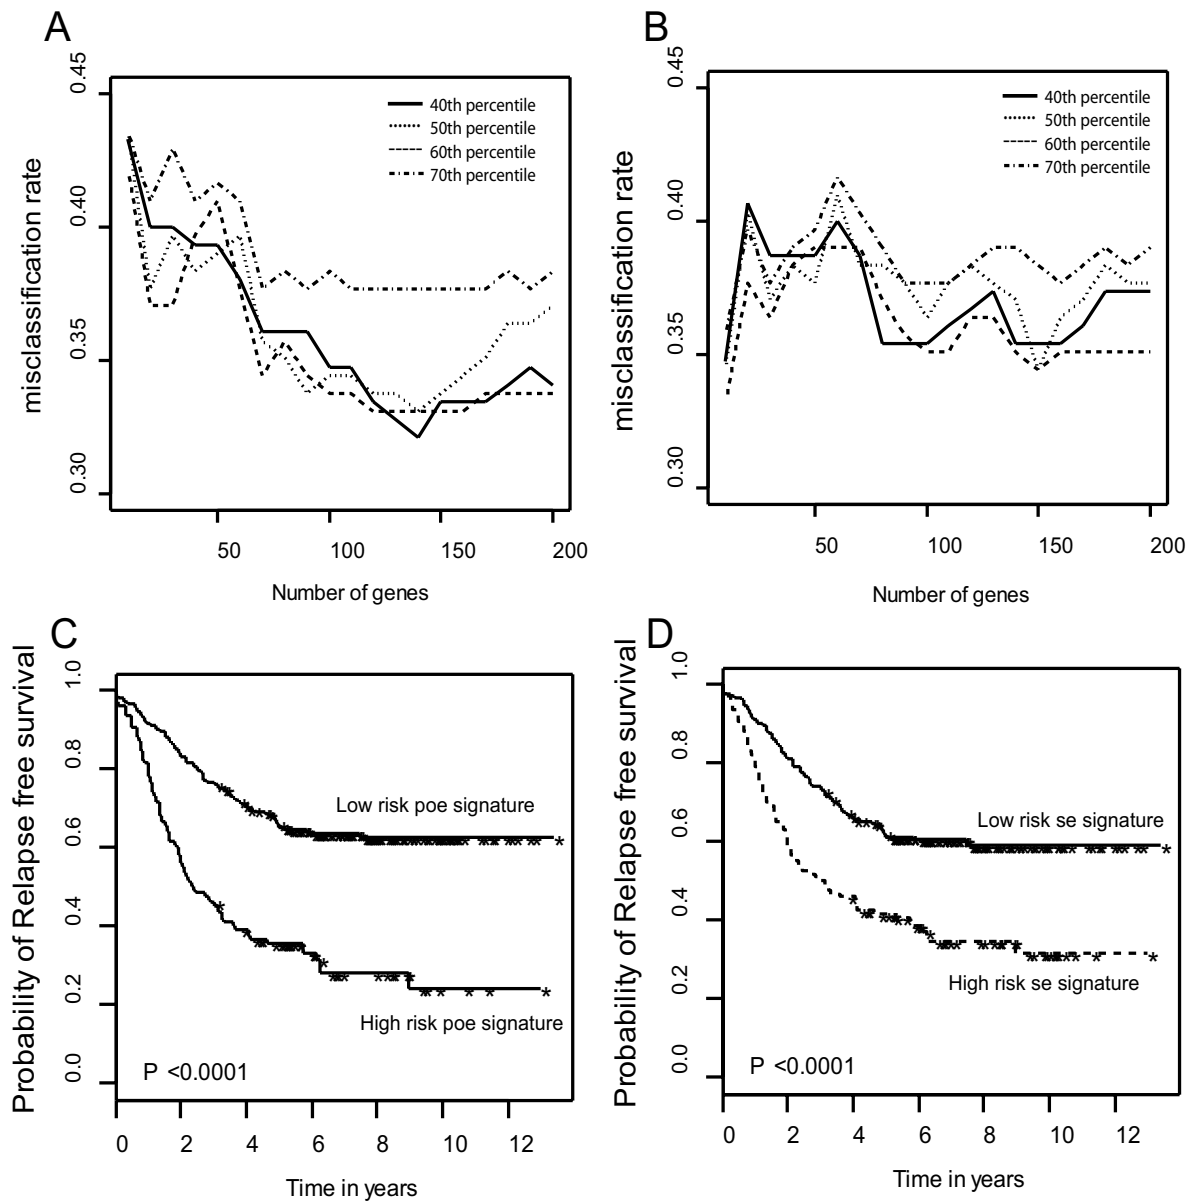 A
misclassification rate
0.45
0.40
0.35
0.30
40th percentile
50th percentile
60th percentile
70th percentile
50
100
150
200
Number of genes
B
misclassification rate
0.45
0.40
0.35
0.30
40th percentile
50th percentile
60th percentile
70th percentile
50
100
150
200
Number of genes
C
Probability of Relapse free survival
1.0
0.8
0.6
0.4
0.2
0.0
Low risk poe signature
High risk poe signature
P <0.0001
0 2 4 6 8 10 12
Time in years
D
Probability of Relapse free survival
1.0
0.8
0.6
0.4
0.2
0.0
Low risk se signature
High risk se signature
P <0.0001
0 2 4 6 8 10 12
Time in years